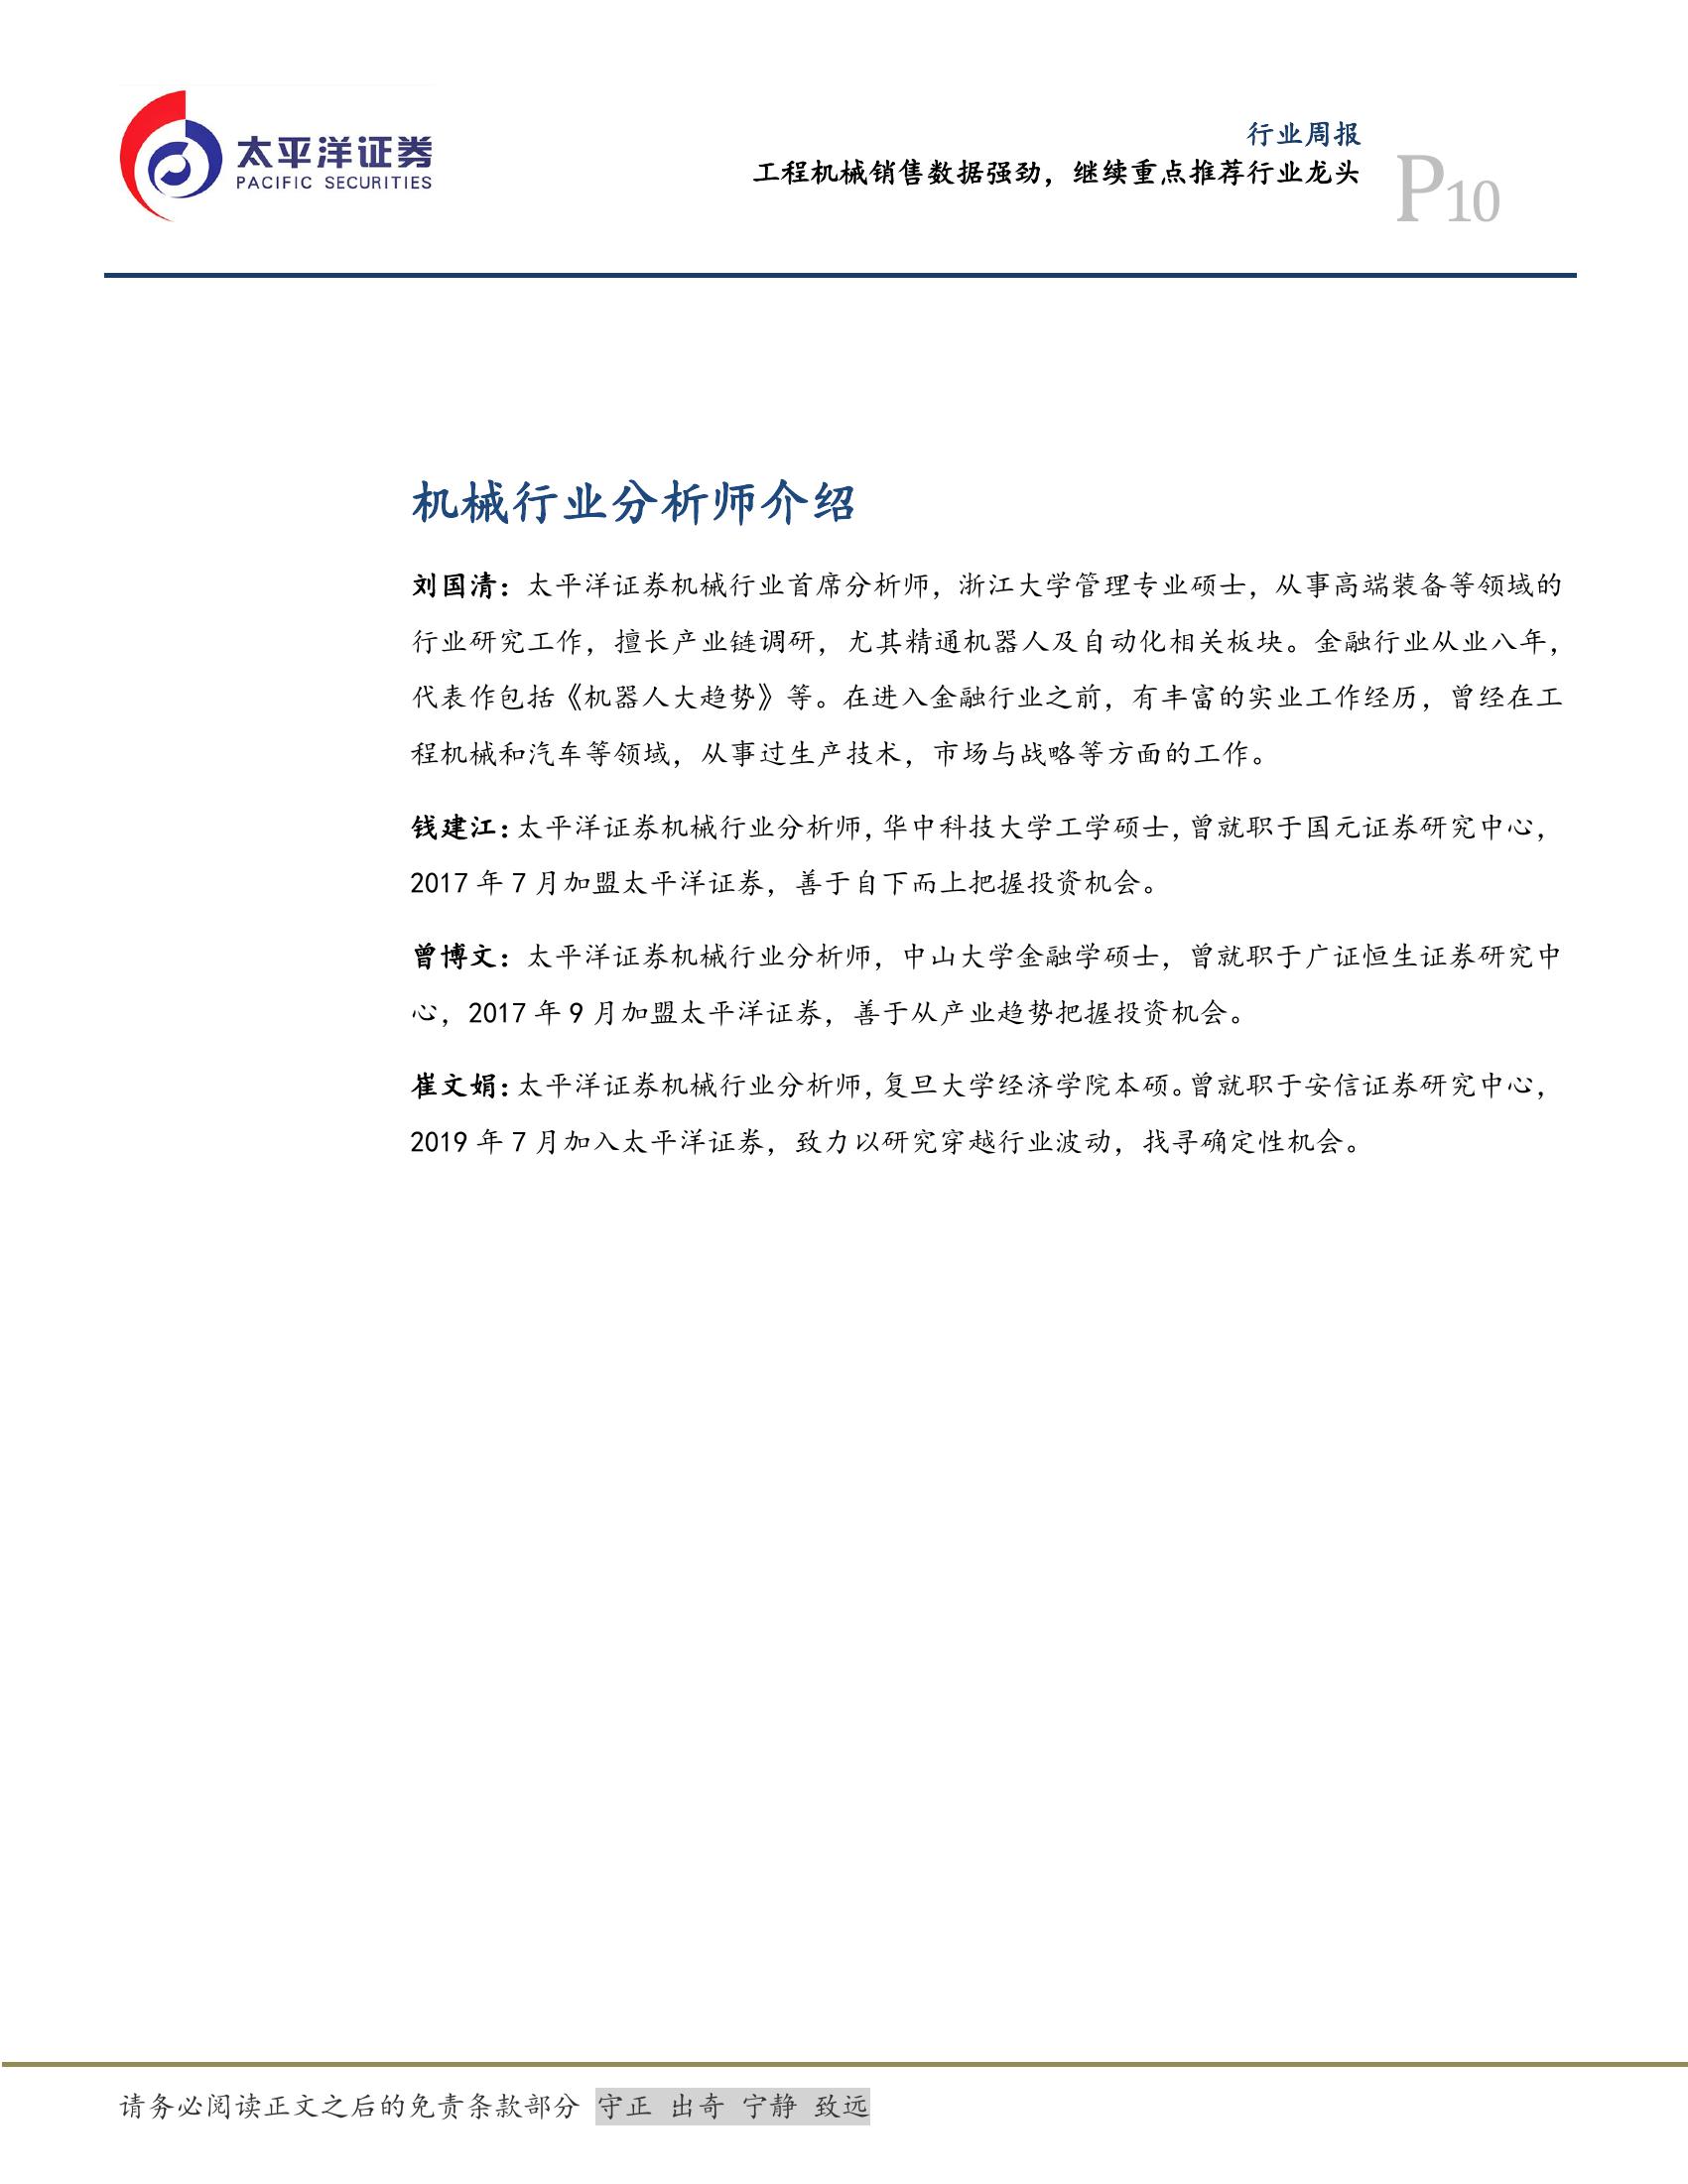 太平洋证券
PACIFIC SECURITIES
行业周报
工程机械销售数据强劲，继续重点推荐行业龙头
P10
机械行业分析师介绍
刘国清：太平洋证券机械行业首席分析师，浙江大学管理专业硕士，从事高端装备等领域的
行业研究工作，擅长产业链调研，尤其精通机器人及自动化相关板块。金融行业从业八年，
代表作包括《机器人大趋势》等。在进入金融行业之前，有丰富的实业工作经历，曾经在工
程机械和汽车等领域，从事过生产技术，市场与战略等方面的工作。
钱建江：太平洋证券机械行业分析师，华中科技大学工学硕士，曾就职于国元证券研究中心，
2017 年 7 月加盟太平洋证券，善于自下而上把握投资机会。
曾博文：太平洋证券机械行业分析师，中山大学金融学硕士，曾就职于广证恒生证券研究中
心，2017 年 9 月加盟太平洋证券，善于从产业趋势把握投资机会。
崔文娟：太平洋证券机械行业分析师，复旦大学经济学院本硕。曾就职于安信证券研究中心，
2019 年 7 月加入太平洋证券，致力以研究穿越行业波动，找寻确定性机会。
请务必阅读正文之后的免责条款部分 守正 出奇 宁静 致远